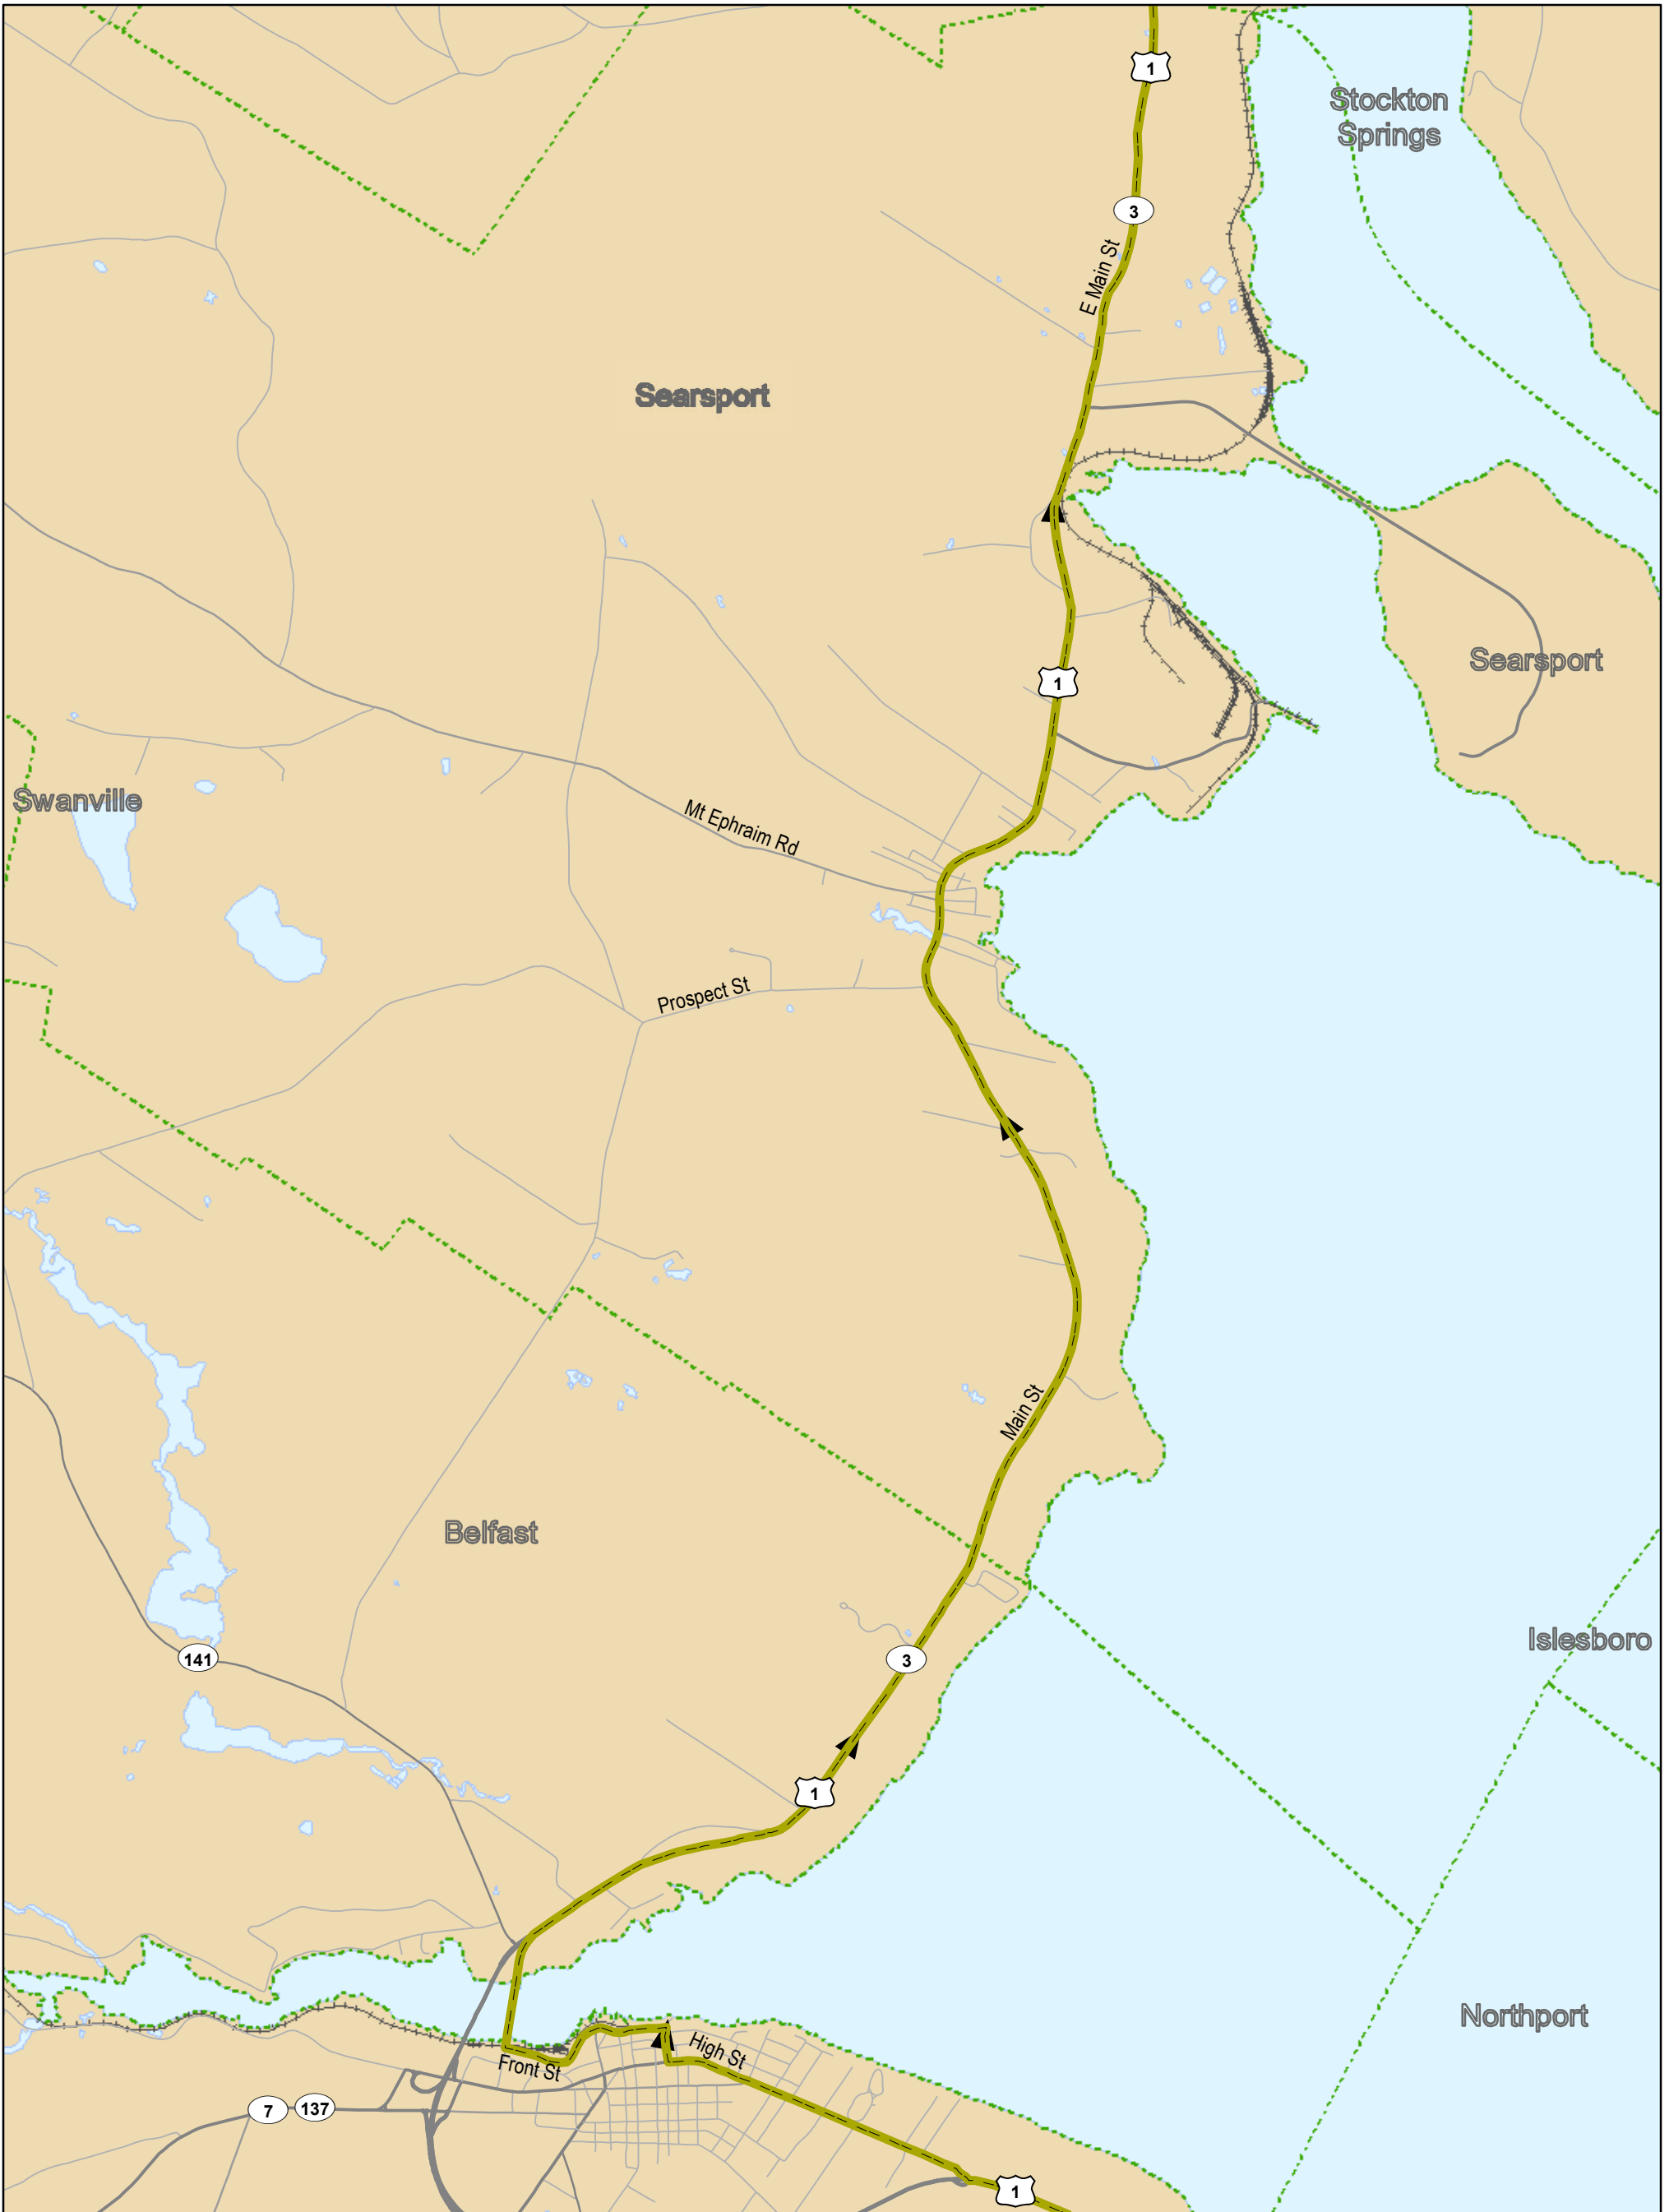 1
Stockton
Springs
3
E Main St
Searsport
1
Searsport
Swanville
Mt Ephraim Rd
Prospect St
Main St
Belfast
Islesboro
141
3
1
Northport
High St
Front St
7
137
1